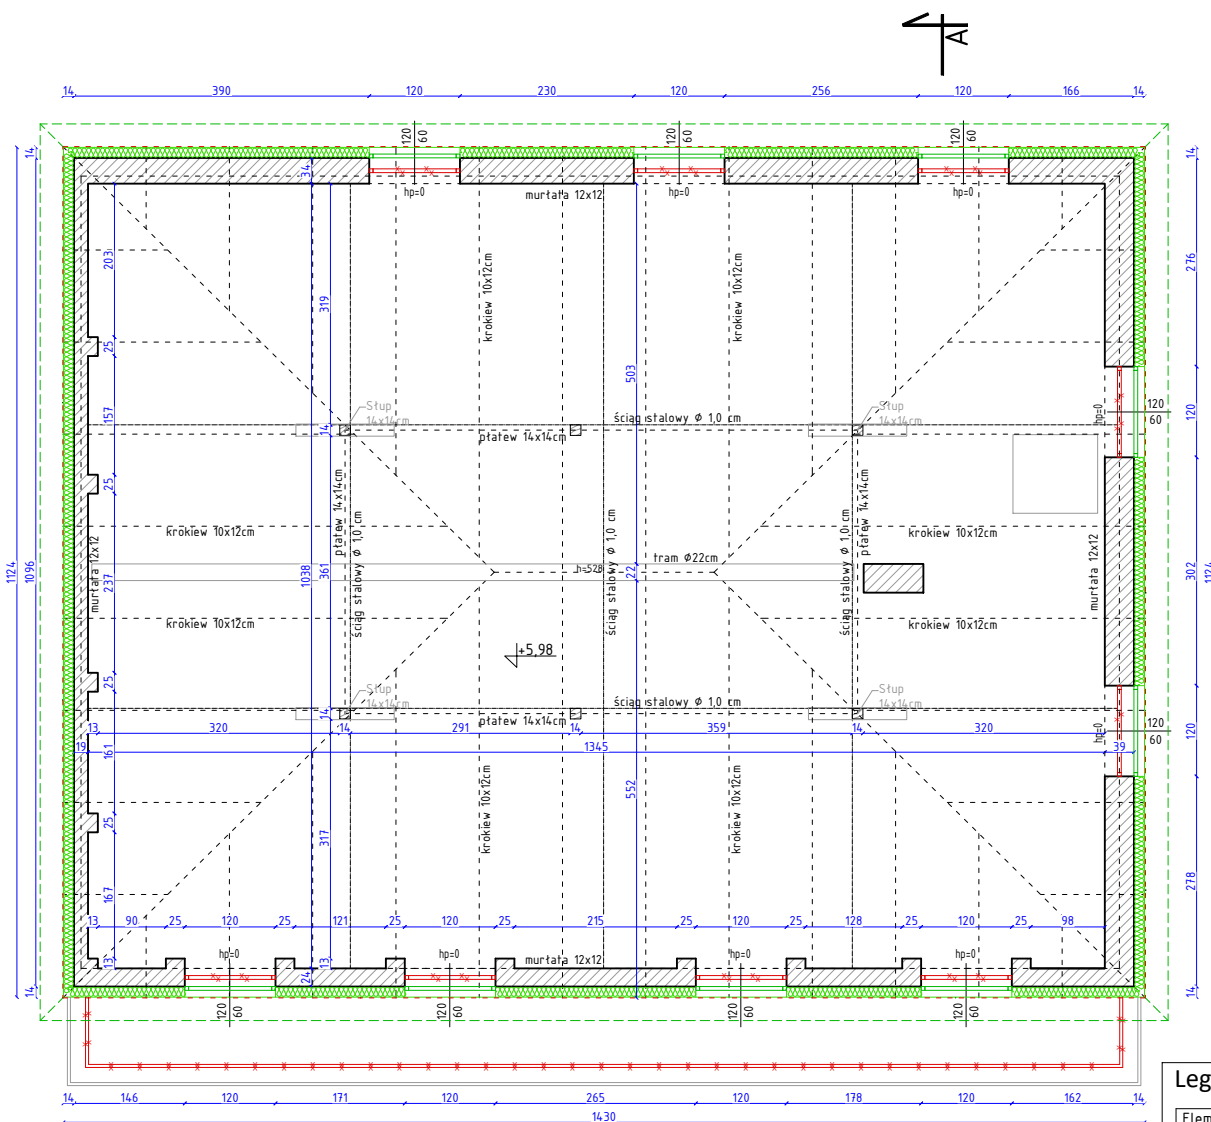 A
14 390 120 230 120 256 120 166 14
120
60
120
60
120
60
14
34
hp=0
murłata 12x12
hp=0
hp=0
14
203
319
krokiew 10x12cm
krokiew 10x12cm
276
25
503
157
14
Słup
14x14cm
ściąg stalowy Ø 1,0 cm
płatew 14x14cm
Słup
14x14cm
hp=0
120
60
120
25
płatew 14x14cm
ściąg stalowy Ø 1,0 cm
ściąg stalowy Ø 1,0 cm
ściąg stalowy Ø 1,0 cm
płatew 14x14cm
krokiew 10x12cm
krokiew 10x12cm
1124
1096
murłata 12x12
237
1038
361
h=528
22
tram Ø22cm
murłata 12x12
302
1124
krokiew 10x12cm
krokiew 10x12cm
+5,98
25
14
Słup
14x14cm
ściąg stalowy Ø 1,0 cm
płatew 14x14cm
Słup
14x14cm
13 320 14 291 14 359 14 320
hp=0
120
60
120
19 1345 39
161
552
krokiew 10x12cm
krokiew 10x12cm
25
317
167
278
13 90 25 120 25 121 25 120 25 215 25 120 25 128 25 120 25 98
13
13
24
hp=0
hp=0
murłata 12x12
hp=0
hp=0
14
14
120
60
120
60
120
60
120
60
14 146 120 171 120 265 120 178 120 162 14
1430
Leg
Elem